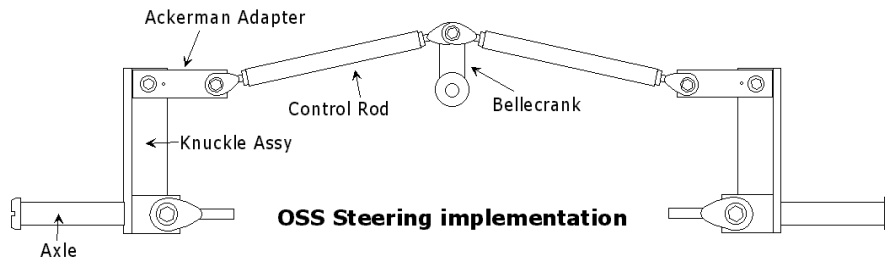 Ackerman Adapter
Control Rod
Bellecrank
Knuckle Assy
OSS Steering implementation
Axle